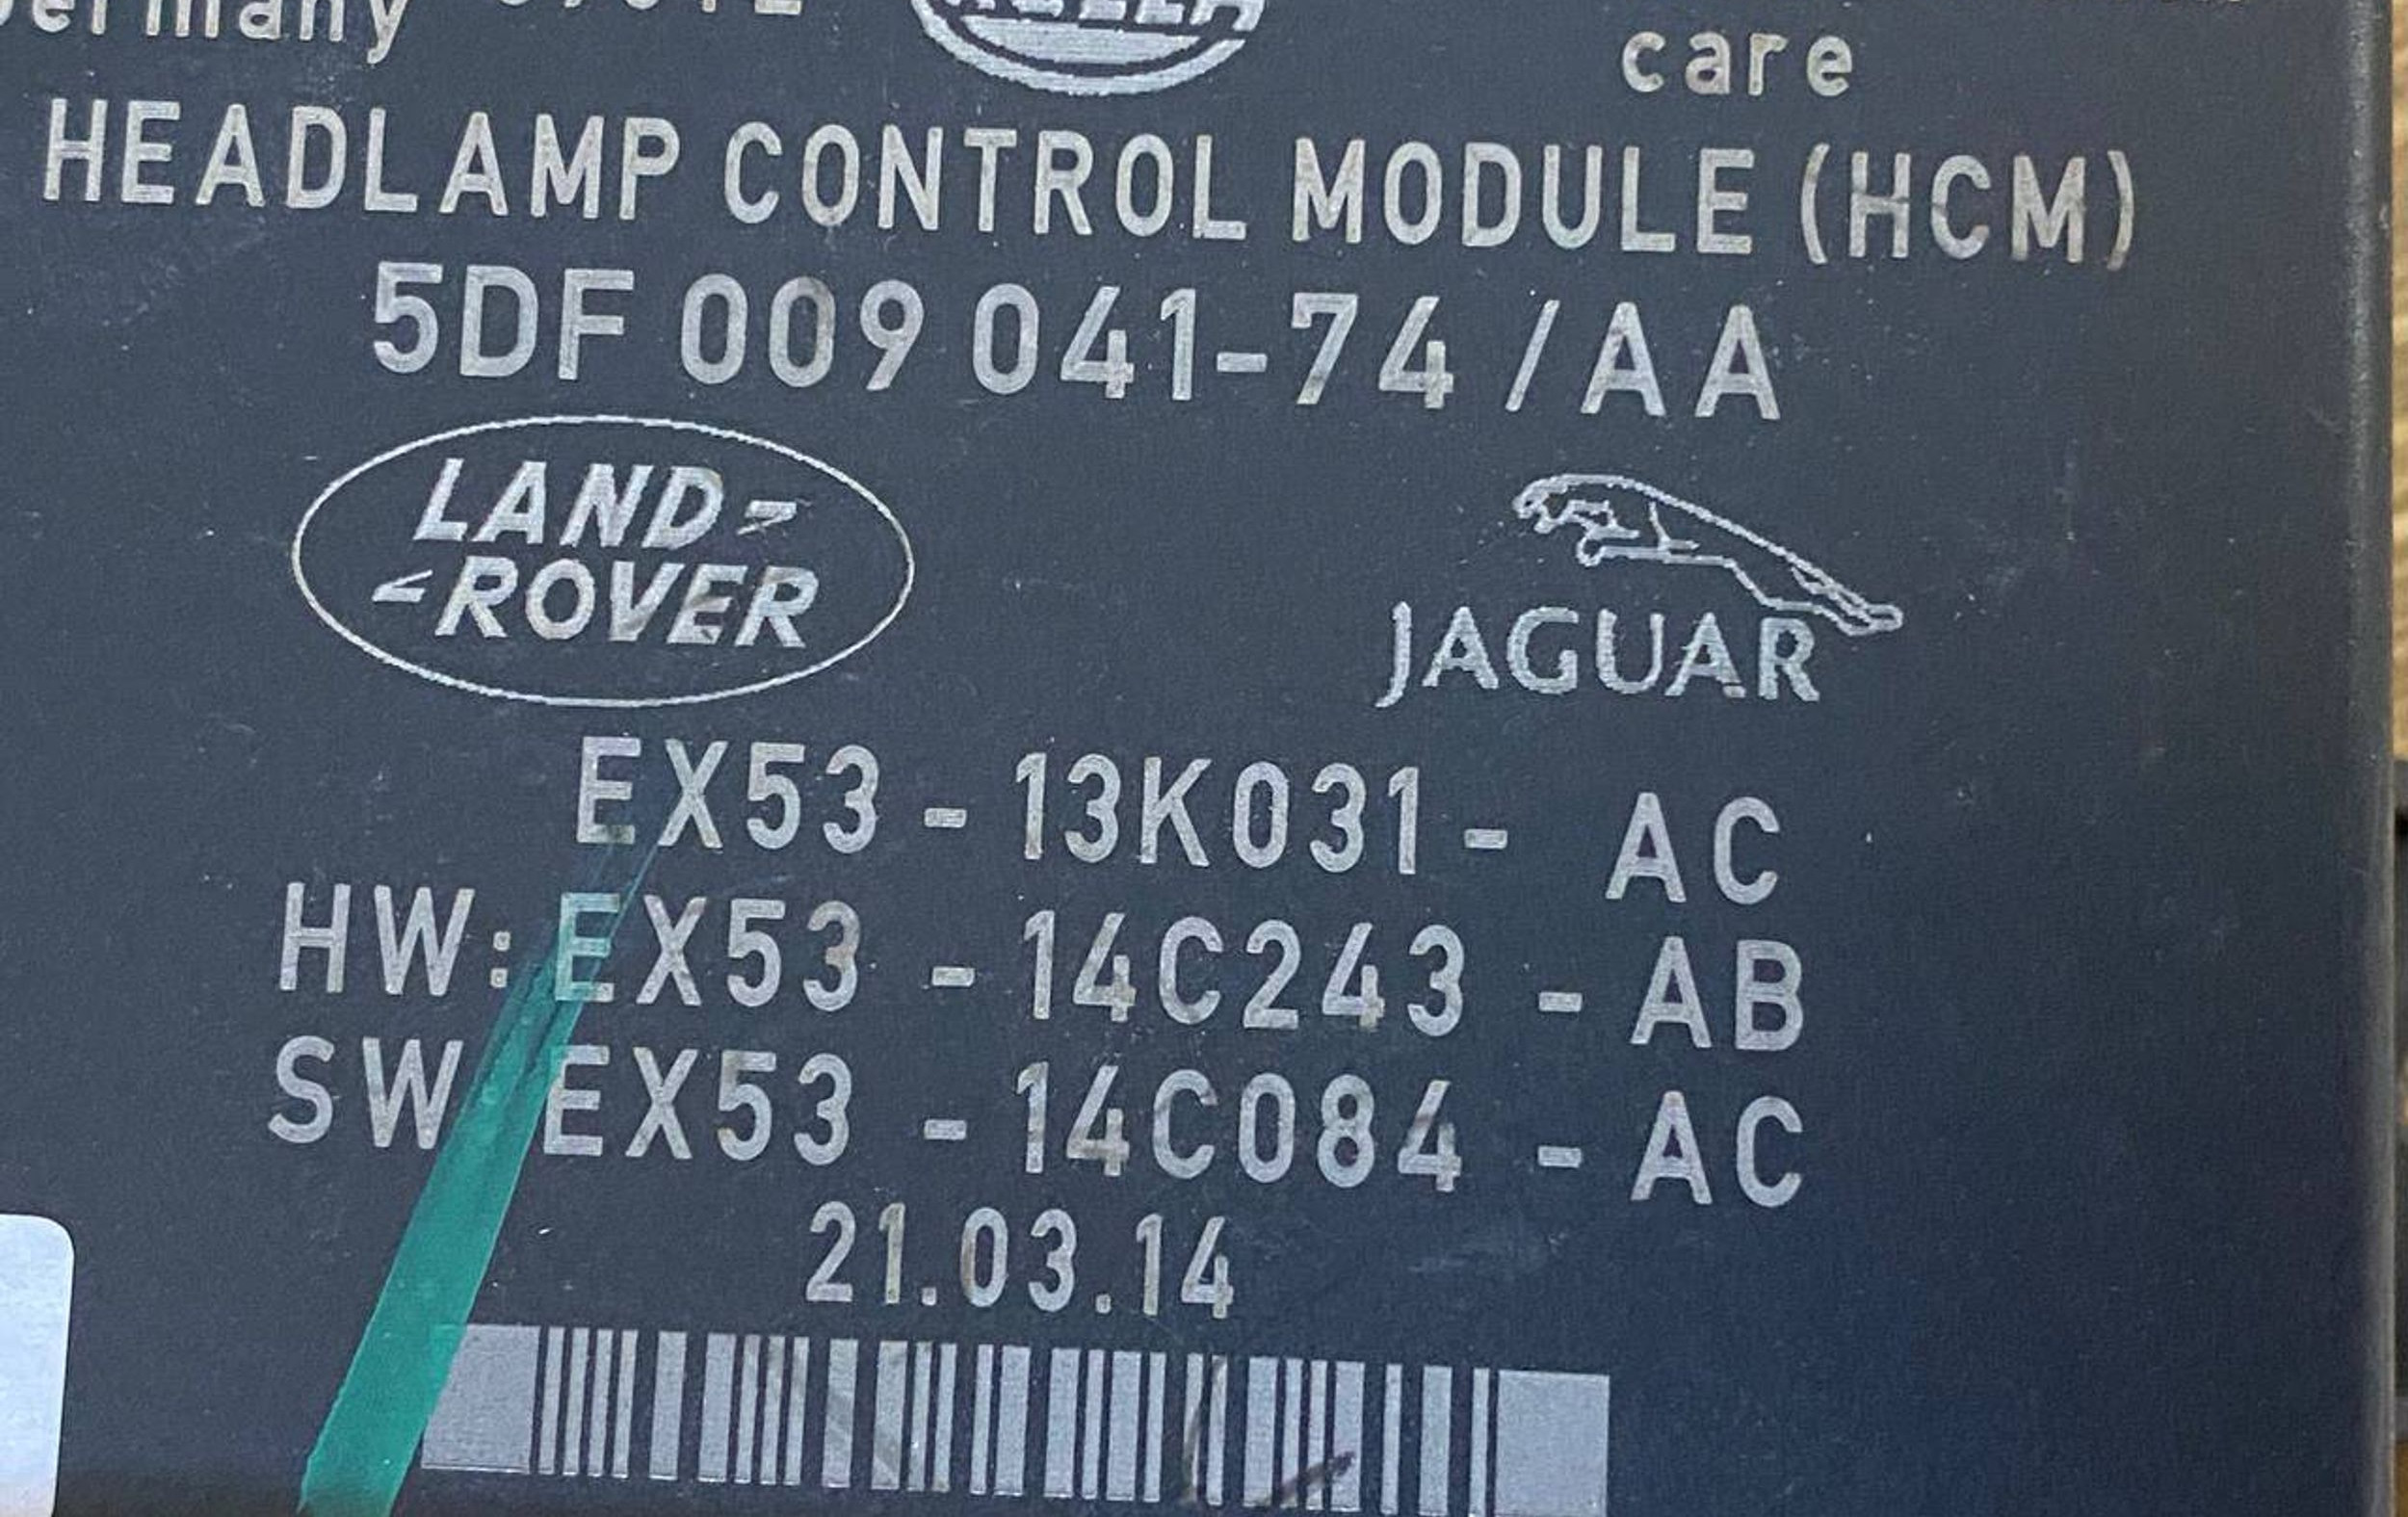 care
HEADLAMP CONTROL MODULE (HCM)
5DF 009 041-74 /AA
LAND
ROVER
JAGUAR
EX53 - 13K031 - AC
HW: EX53 - 14C243 - AB
SW EX53 - 14C084 - AC
21.03.14